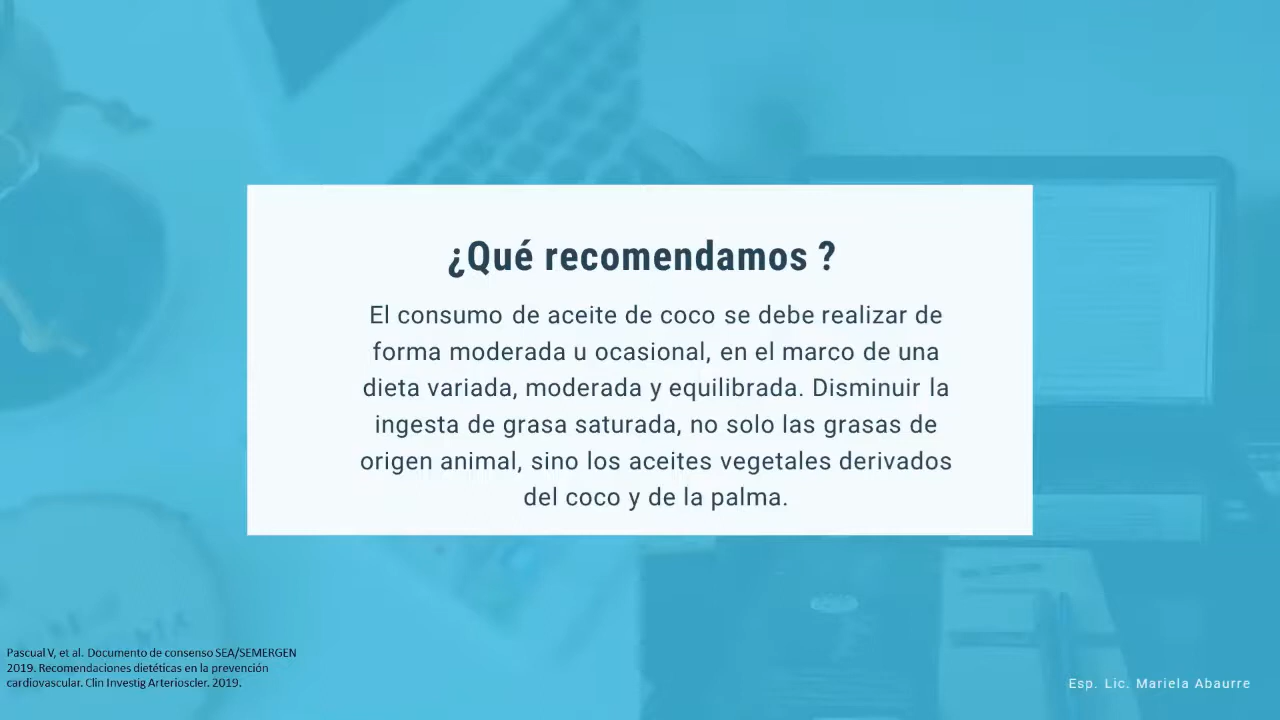 ¿Qué recomendamos ?
El consumo de aceite de coco se debe realizar de
forma moderada u ocasional, en el marco de una
dieta variada, moderada y equilibrada. Disminuir la
ingesta de grasa saturada, no solo las grasas de
origen animal, sino los aceites vegetales derivados
del coco y de la palma.
Pascual V, et al. Documento de consenso SEA/SEMERGEN
2019. Recomendaciones dietéticas en la prevención
cardiovascular. Clin Investig Arterioscler. 2019.
Esp. Lic. Mariela Abaurre